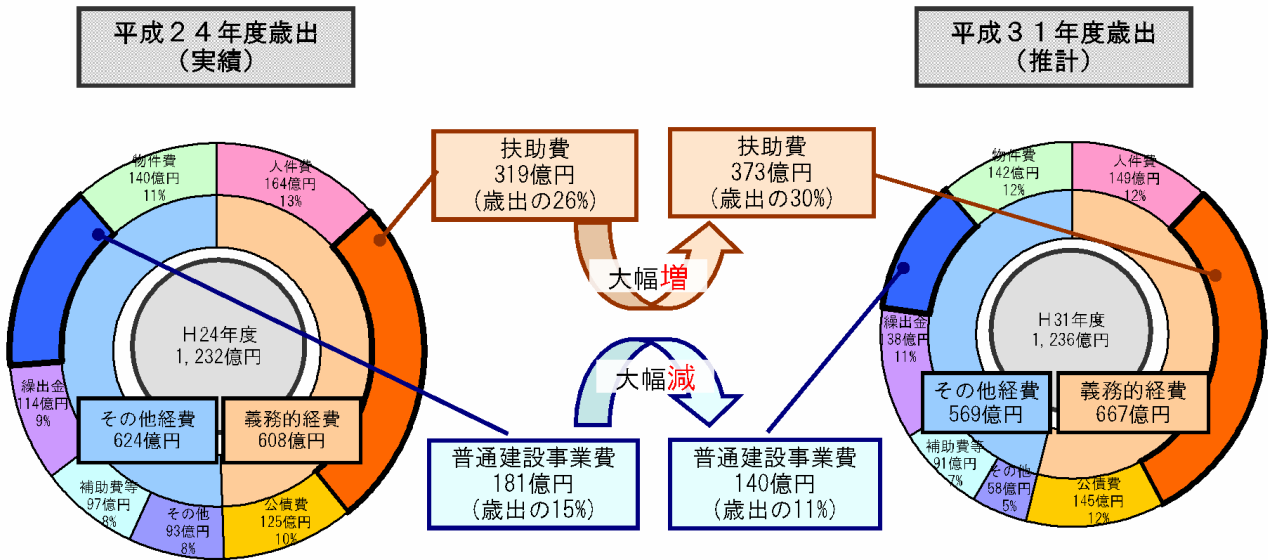 平成２４年度歳出
（実績）
物件費
140億円
11%
人件費
164億円
13%
H24年度
1,232億円
繰出金
114億円
9%
その他経費
624億円
義務的経費
608億円
補助費等
97億円
8%
その他
93億円
8%
公債費
125億円
10%
扶助費
319億円
(歳出の26%)
扶助費
373億円
(歳出の30%)
大幅増
大幅減
普通建設事業費
181億円
(歳出の15%)
普通建設事業費
140億円
(歳出の11%)
平成３１年度歳出
（推計）
物件費
142億円
12%
人件費
149億円
12%
H31年度
1,236億円
繰出金
138億円
11%
その他経費
569億円
義務的経費
667億円
補助費等
91億円
7%
その他
58億円
5%
公債費
145億円
12%